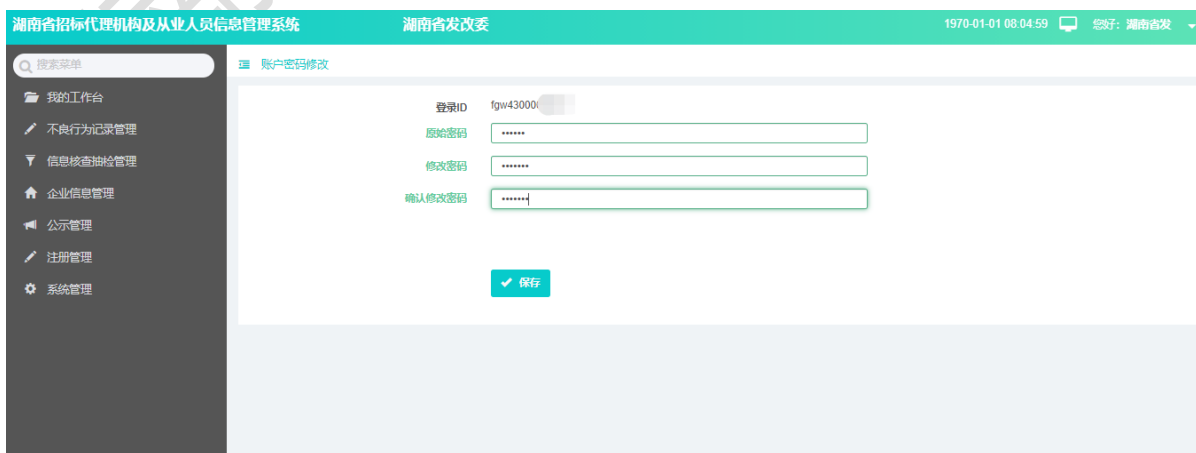 湖南省招标代理机构及从业人员信息管理系统 湖南省发改委 1970-01-01 08:04:59 您好: 湖南省发
搜索菜单 账户密码修改
我的工作台
不良行为记录管理
信息核查抽检管理
企业信息管理
公示管理
注册管理
系统管理
登录ID fgw43000
原始密码 ••••••
修改密码 •••••••
确认修改密码 •••••••
保存